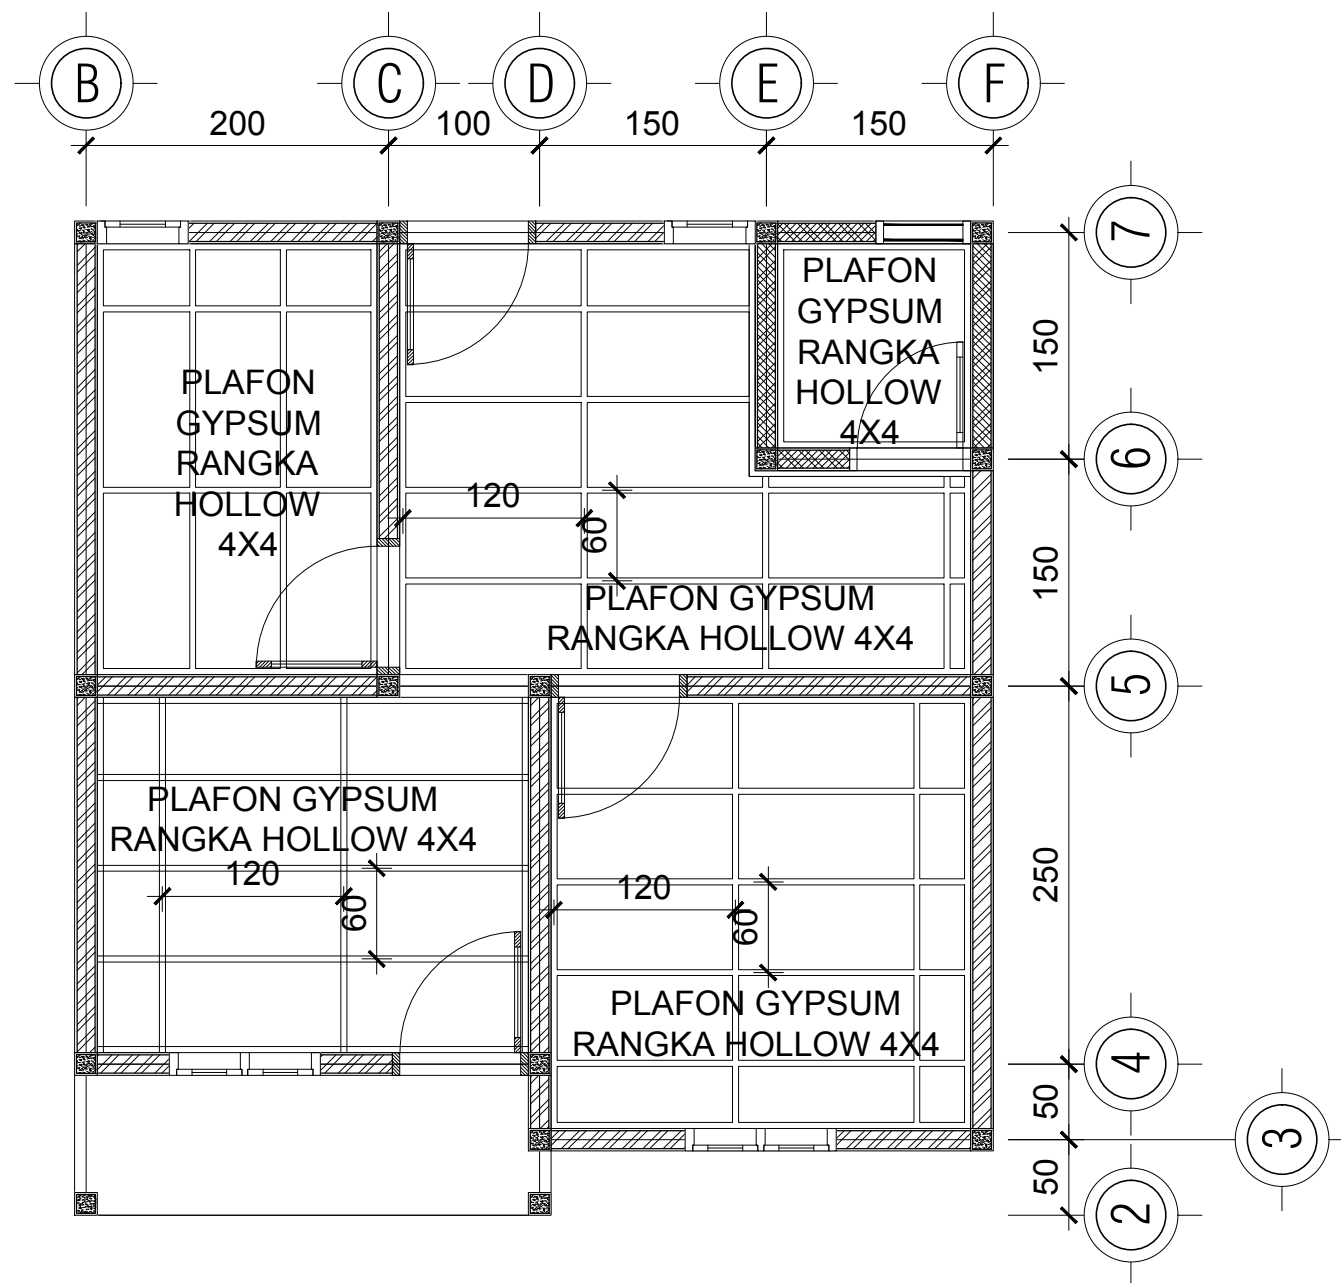 B
C
D
E
F
200
100
150
150
7
PLAFON
GYPSUM
RANGKA
HOLLOW
4X4
150
PLAFON
GYPSUM
RANGKA
HOLLOW
4X4
6
120
60
150
PLAFON GYPSUM
RANGKA HOLLOW 4X4
5
PLAFON GYPSUM
RANGKA HOLLOW 4X4
120
60
250
120
60
PLAFON GYPSUM
RANGKA HOLLOW 4X4
4
50
3
50
2